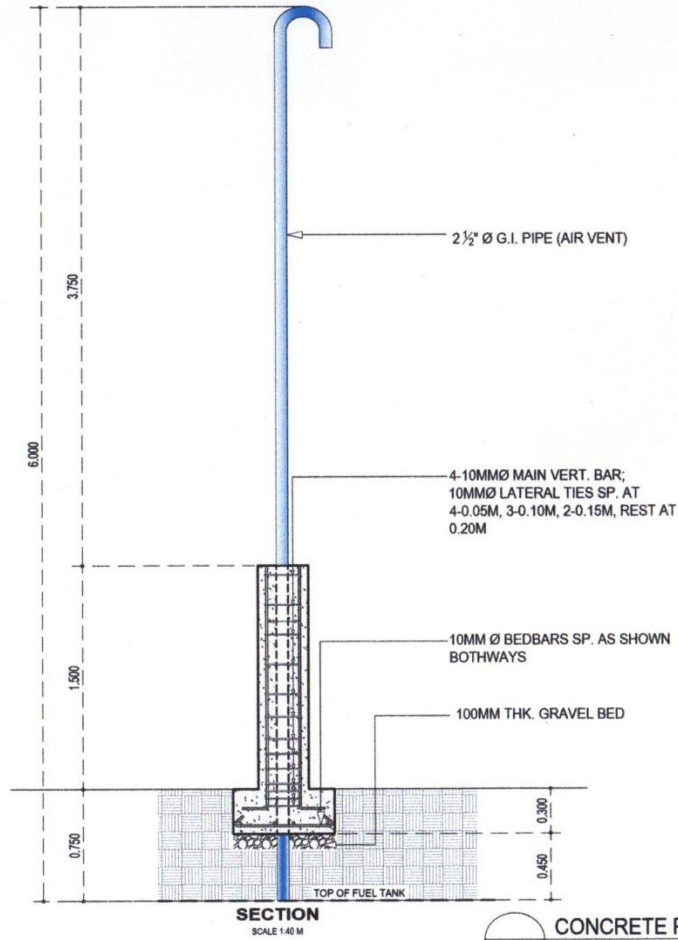 6.000
3.750
1.500
0.750
2 ½" Ø G.I. PIPE (AIR VENT)
4-10MMØ MAIN VERT. BAR;
10MMØ LATERAL TIES SP. AT
4-0.05M, 3-0.10M, 2-0.15M, REST AT
0.20M
10MM Ø BEDBARS SP. AS SHOWN
BOTHWAYS
100MM THK. GRAVEL BED
0.300
0.450
TOP OF FUEL TANK
SECTION
SCALE 1:40 M
CONCRETE